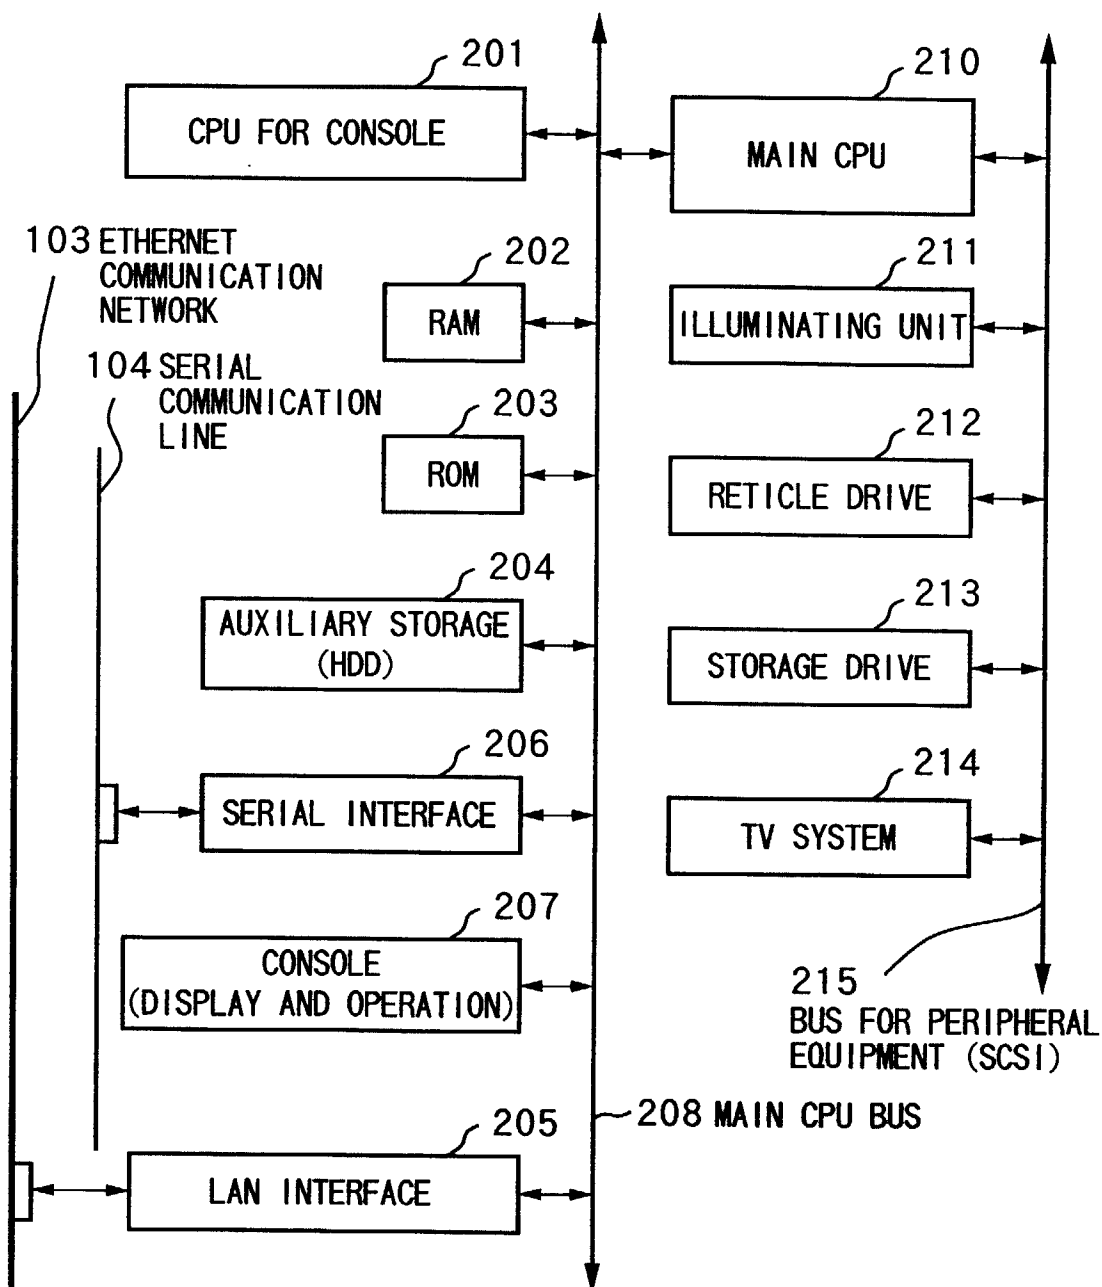 201
CPU FOR CONSOLE
210
MAIN CPU
103 ETHERNET
COMMUNICATION
NETWORK
202
RAM
211
ILLUMINATING UNIT
104 SERIAL
COMMUNICATION
LINE
203
ROM
212
RETICLE DRIVE
204
AUXILIARY STORAGE
(HDD)
213
STORAGE DRIVE
206
SERIAL INTERFACE
214
TV SYSTEM
207
CONSOLE
(DISPLAY AND OPERATION)
215
BUS FOR PERIPHERAL
EQUIPMENT (SCSI)
208 MAIN CPU BUS
205
LAN INTERFACE